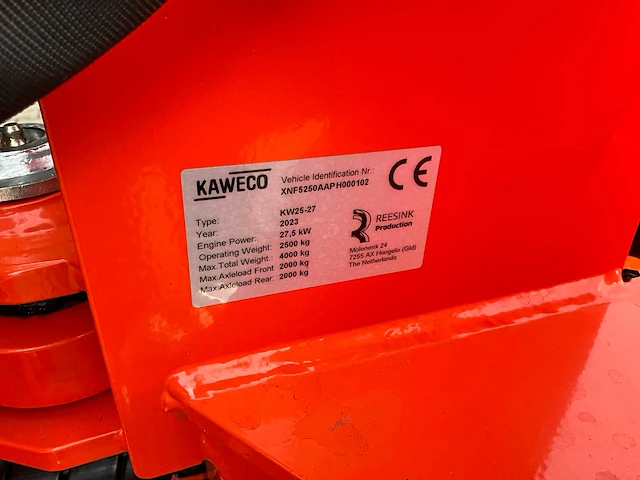 KAWECO
Vehicle Identification Nr.:
XNF5250AAPH000102
CE
Type: KW25-27
Year: 2023
Engine Power: 27,5 kW
Operating Weight: 2500 kg
Max.Total Weight.: 4000 kg
Max.Axleload Front 2000 kg
Max.Axleload Rear: 2000 kg
REESINK
Production
Molenenk 24
7255 AX Hengelo (Gld)
The Netherlands